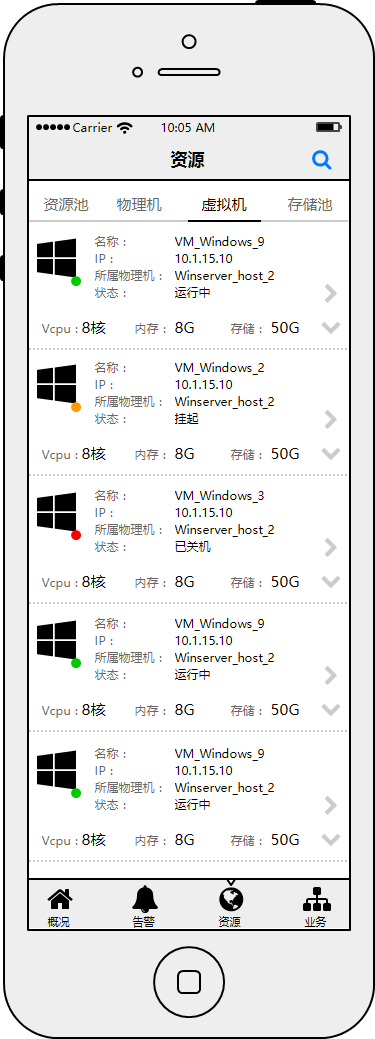 Carrier 10:05 AM
资源
资源池 物理机 虚拟机 存储池
名称： VM_Windows_9
IP： 10.1.15.10
所属物理机： Winserver_host_2
状态： 运行中
Vcpu：8核 内存：8G 存储：50G
名称： VM_Windows_2
IP： 10.1.15.10
所属物理机： Winserver_host_2
状态： 挂起
Vcpu：8核 内存：8G 存储：50G
名称： VM_Windows_3
IP： 10.1.15.10
所属物理机： Winserver_host_2
状态： 已关机
Vcpu：8核 内存：8G 存储：50G
名称： VM_Windows_9
IP： 10.1.15.10
所属物理机： Winserver_host_2
状态： 运行中
Vcpu：8核 内存：8G 存储：50G
名称： VM_Windows_9
IP： 10.1.15.10
所属物理机： Winserver_host_2
状态： 运行中
Vcpu：8核 内存：8G 存储：50G
概况 告警 资源 业务